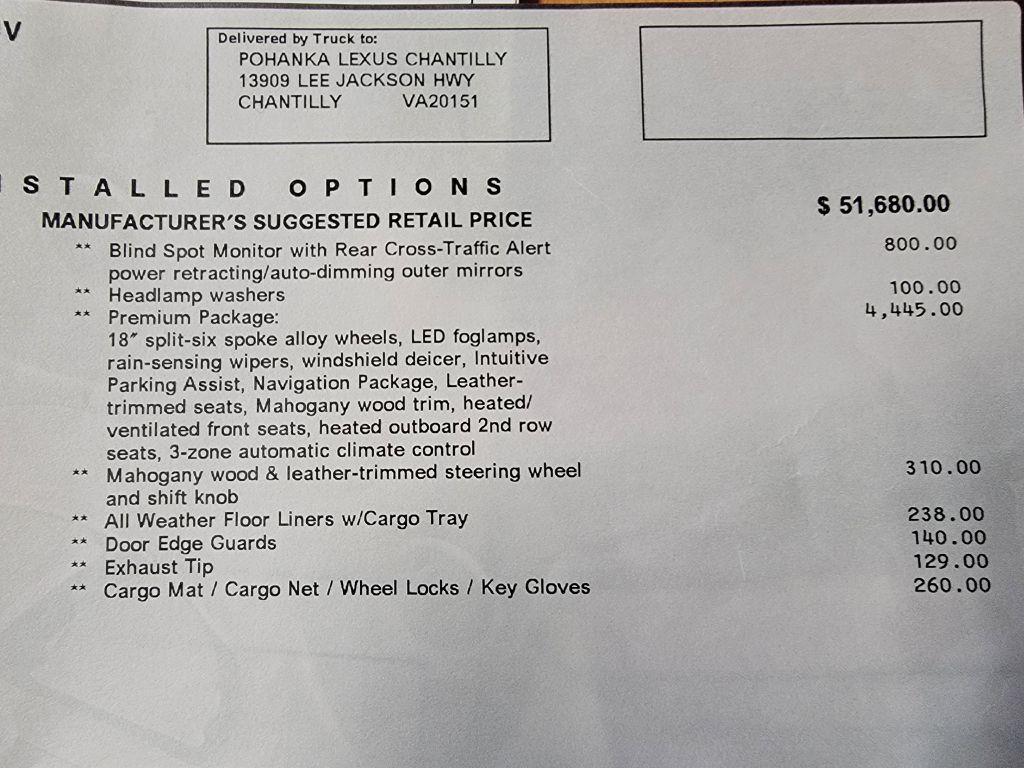 V
Delivered by Truck to:
POHANKA LEXUS CHANTILLY
13909 LEE JACKSON HWY
CHANTILLY VA20151
STALLED OPTIONS
MANUFACTURER'S SUGGESTED RETAIL PRICE $ 51,680.00
** Blind Spot Monitor with Rear Cross-Traffic Alert 800.00
power retracting/auto-dimming outer mirrors
** Headlamp washers 100.00
** Premium Package: 4,445.00
18" split-six spoke alloy wheels, LED foglamps,
rain-sensing wipers, windshield deicer, Intuitive
Parking Assist, Navigation Package, Leather-
trimmed seats, Mahogany wood trim, heated/
ventilated front seats, heated outboard 2nd row
seats, 3-zone automatic climate control
** Mahogany wood & leather-trimmed steering wheel 310.00
and shift knob
** All Weather Floor Liners w/Cargo Tray 238.00
** Door Edge Guards 140.00
** Exhaust Tip 129.00
** Cargo Mat / Cargo Net / Wheel Locks / Key Gloves 260.00